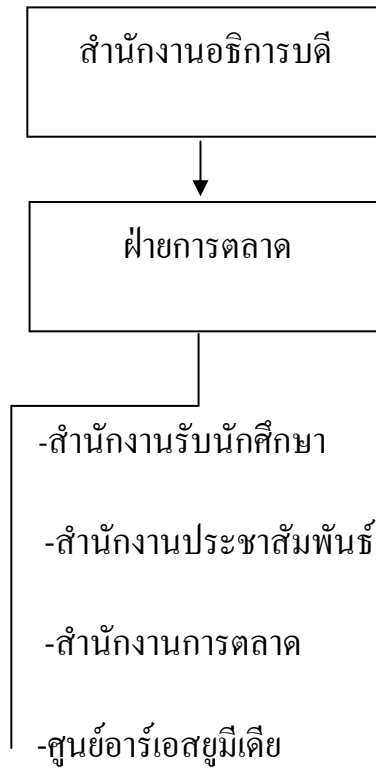 สำนักงานอธิการบดี
ฝ่ายการตลาด
-สำนักงานรับนักศึกษา
-สำนักงานประชาสัมพันธ์
-สำนักงานการตลาด
-ศูนย์อาร์เอสยูมีเดีย